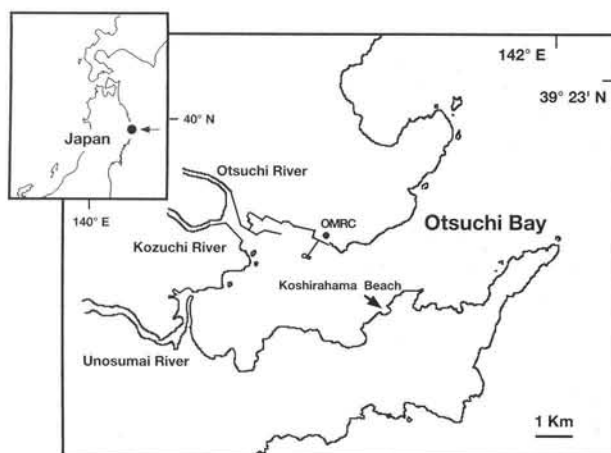 142° E
39° 23' N
40° N
Japan
140° E
Otsuchi River
OMRC
Otsuchi Bay
Kozuchi River
Koshirahama Beach
Unosumai River
1 Km